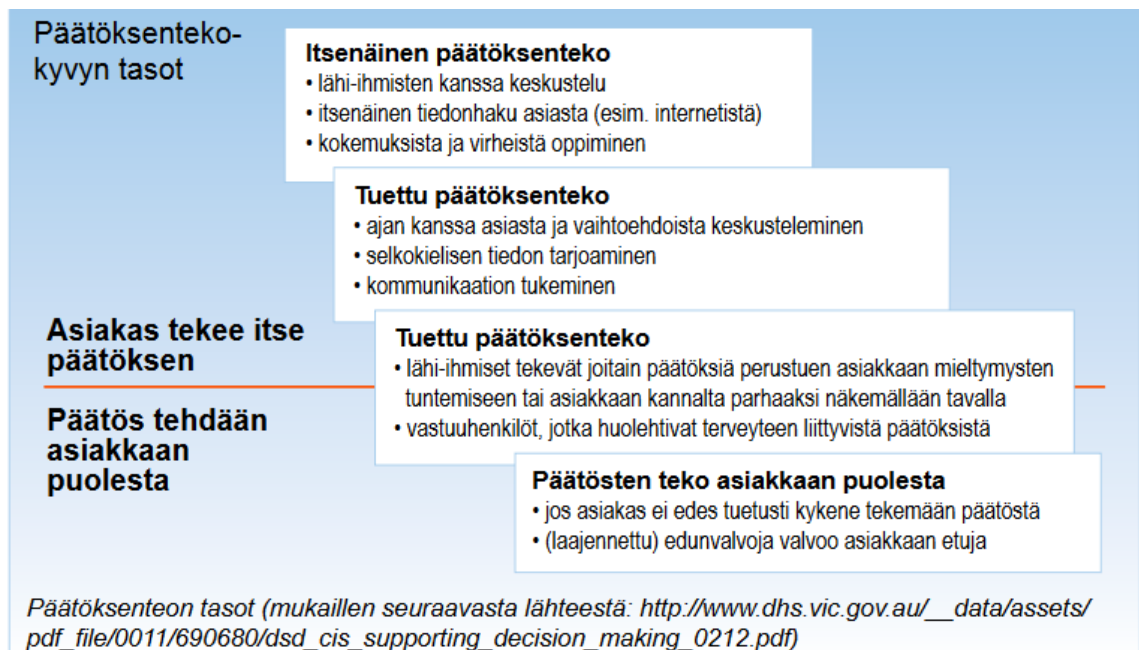 Päätöksenteko-
kyvyn tasot
Itsenäinen päätöksenteko
• lähi-ihmisten kanssa keskustelu
• itsenäinen tiedonhaku asiasta (esim. internetistä)
• kokemuksista ja virheistä oppiminen
Tuettu päätöksenteko
• ajan kanssa asiasta ja vaihtoehdoista keskusteleminen
• selkokielisen tiedon tarjoaminen
• kommunikaation tukeminen
Asiakas tekee itse
päätöksen
Tuettu päätöksenteko
• lähi-ihmiset tekevät joitain päätöksiä perustuen asiakkaan mieltymysten
tuntemiseen tai asiakkaan kannalta parhaaksi näkemällään tavalla
• vastuuhenkilöt, jotka huolehtivat terveyteen liittyvistä päätöksistä
Päätös tehdään
asiakkaan
puolesta
Päätösten teko asiakkaan puolesta
• jos asiakas ei edes tuetusti kykene tekemään päätöstä
• (laajennettu) edunvalvoja valvoo asiakkaan etuja
Päätöksenteon tasot (mukaillen seuraavasta lähteestä: http://www.dhs.vic.gov.au/__data/assets/
pdf_file/0011/690680/dsd_cis_supporting_decision_making_0212.pdf)